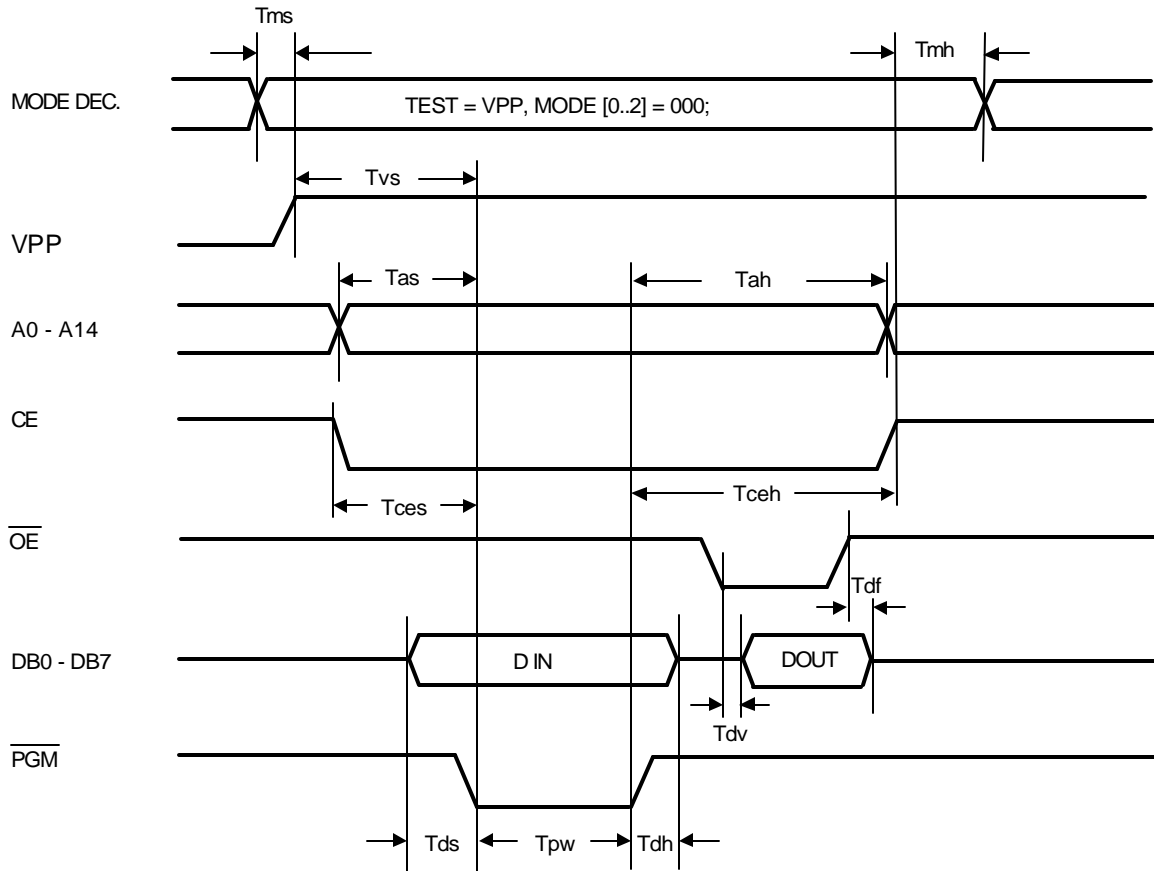 Tms
Tmh
MODE DEC.
TEST = VPP, MODE [0..2] = 000;
Tvs
VPP
Tas
Tah
A0 - A14
CE
Tces
Tceh
OE
Tdf
DB0 - DB7
D IN
DOUT
Tdv
PGM
Tds
Tpw
Tdh